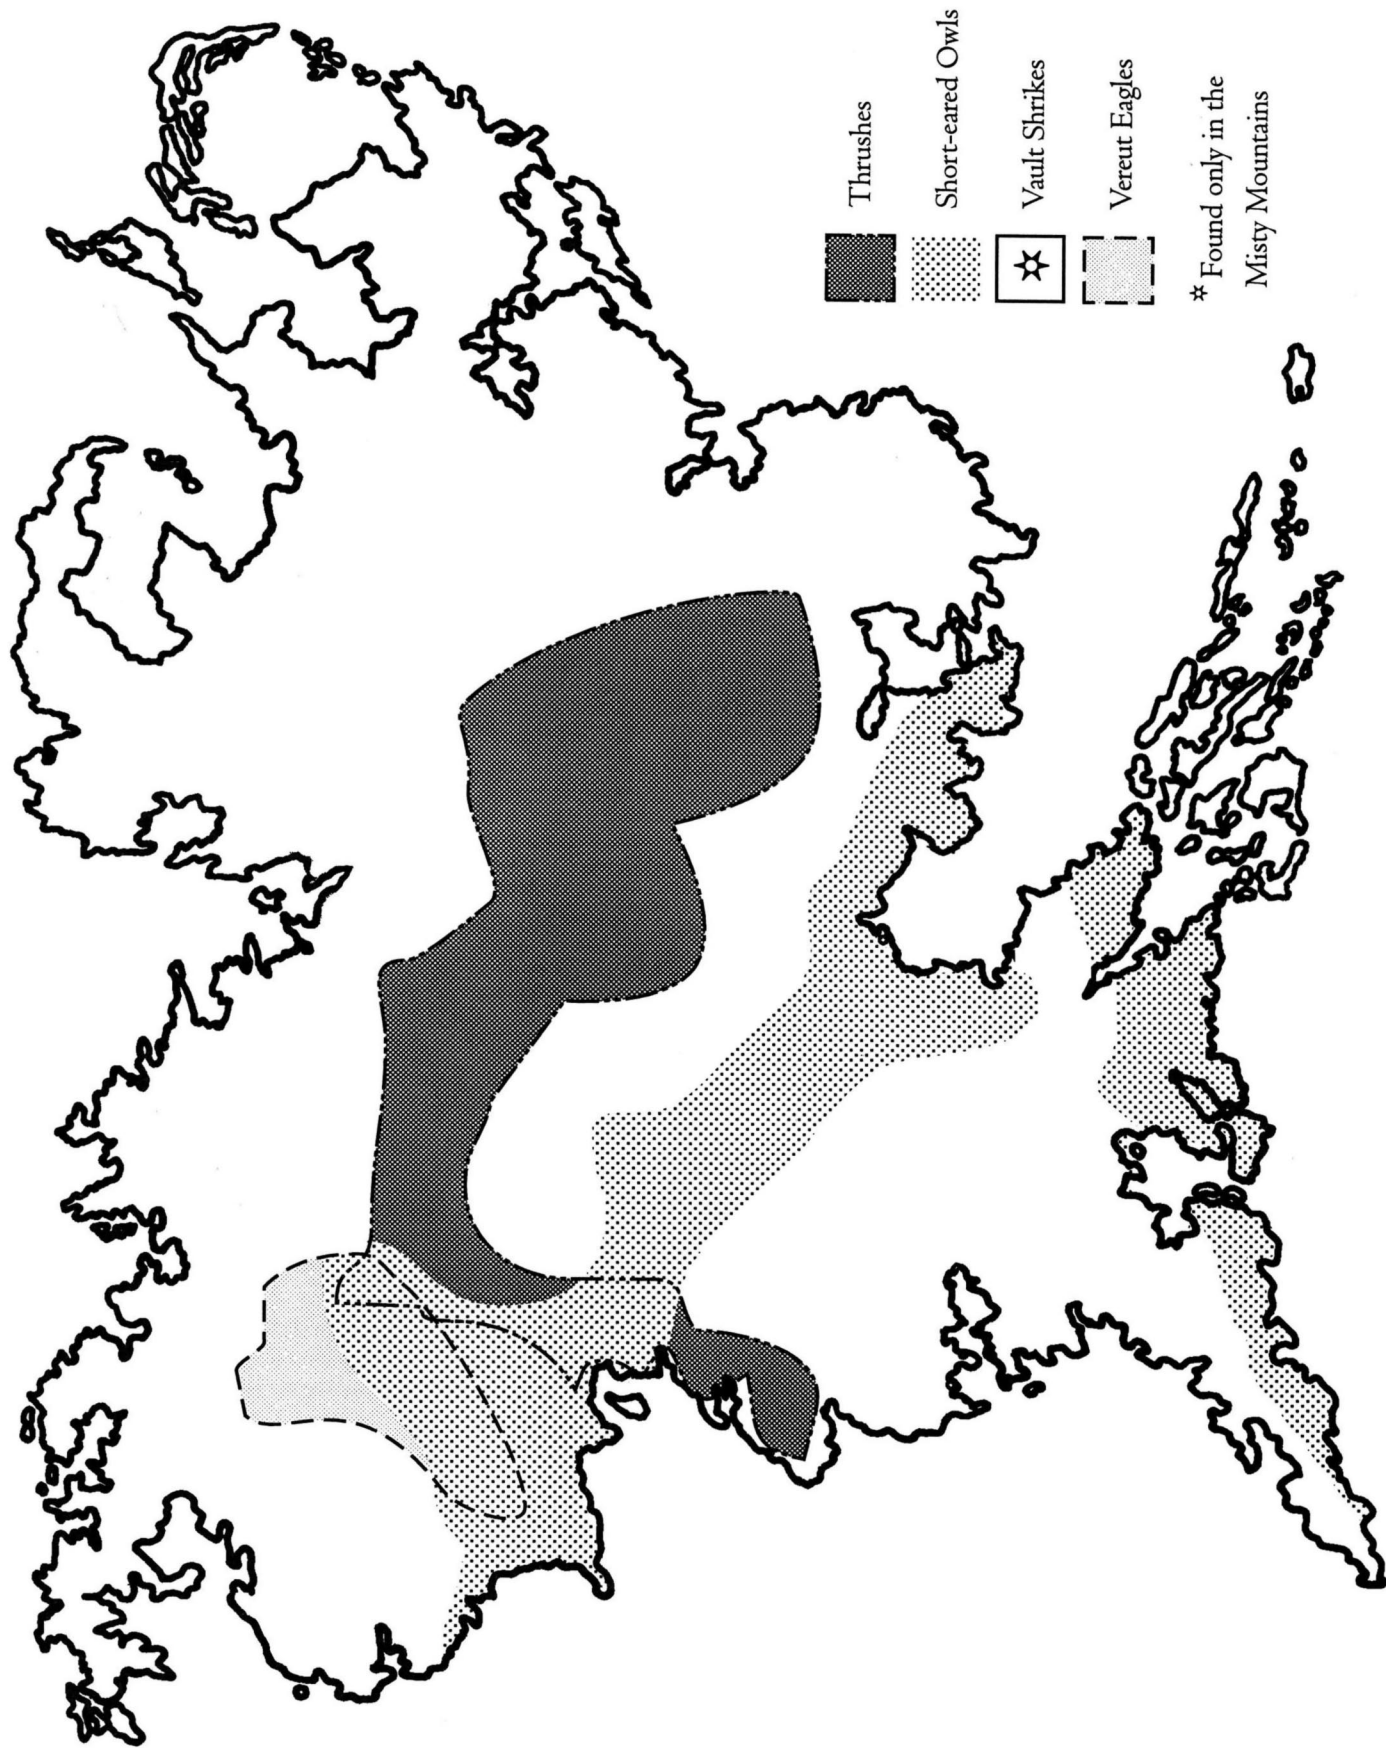 Thrushes
Short-eared Owls
Vault Shrikes
Vereut Eagles
* Found only in the
Misty Mountains